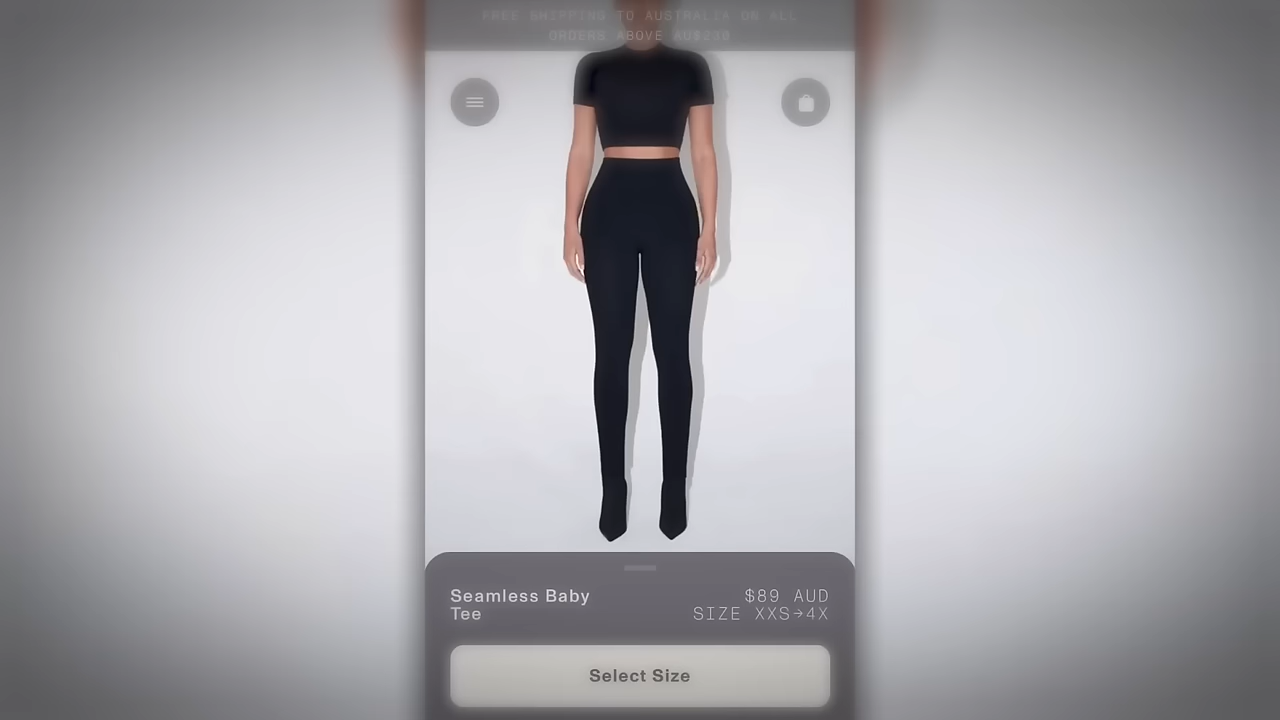 FREE SHIPPING TO AUSTRALIA ON ALL
ORDERS ABOVE AU$230
Seamless Baby
Tee
$89 AUD
SIZE XXS→4X
Select Size